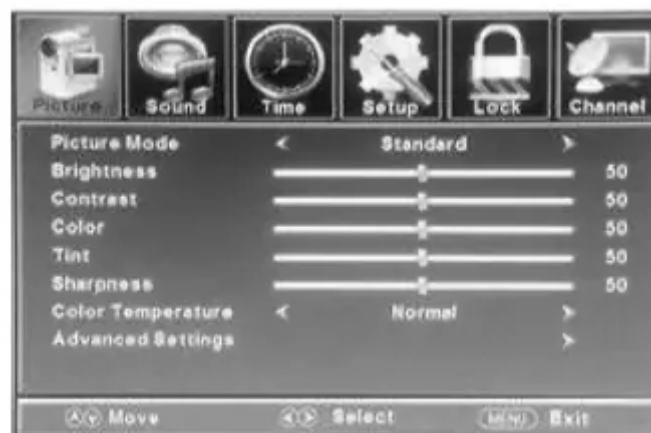 Picture Sound Time Setup Lock Channel
Picture Mode Standard
Brightness 50
Contrast 50
Color 50
Tint 50
Sharpness 50
Color Temperature Normal
Advanced Settings
Move Select MENU Exit